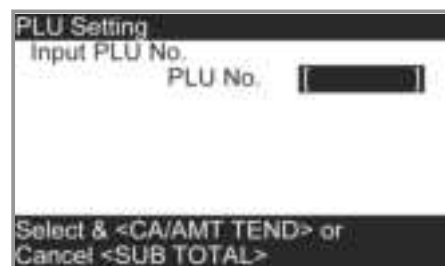 PLU Setting
Input PLU No.
PLU No. [ ]
Select & <CA/AMT TEND> or
Cancel <SUB TOTAL>